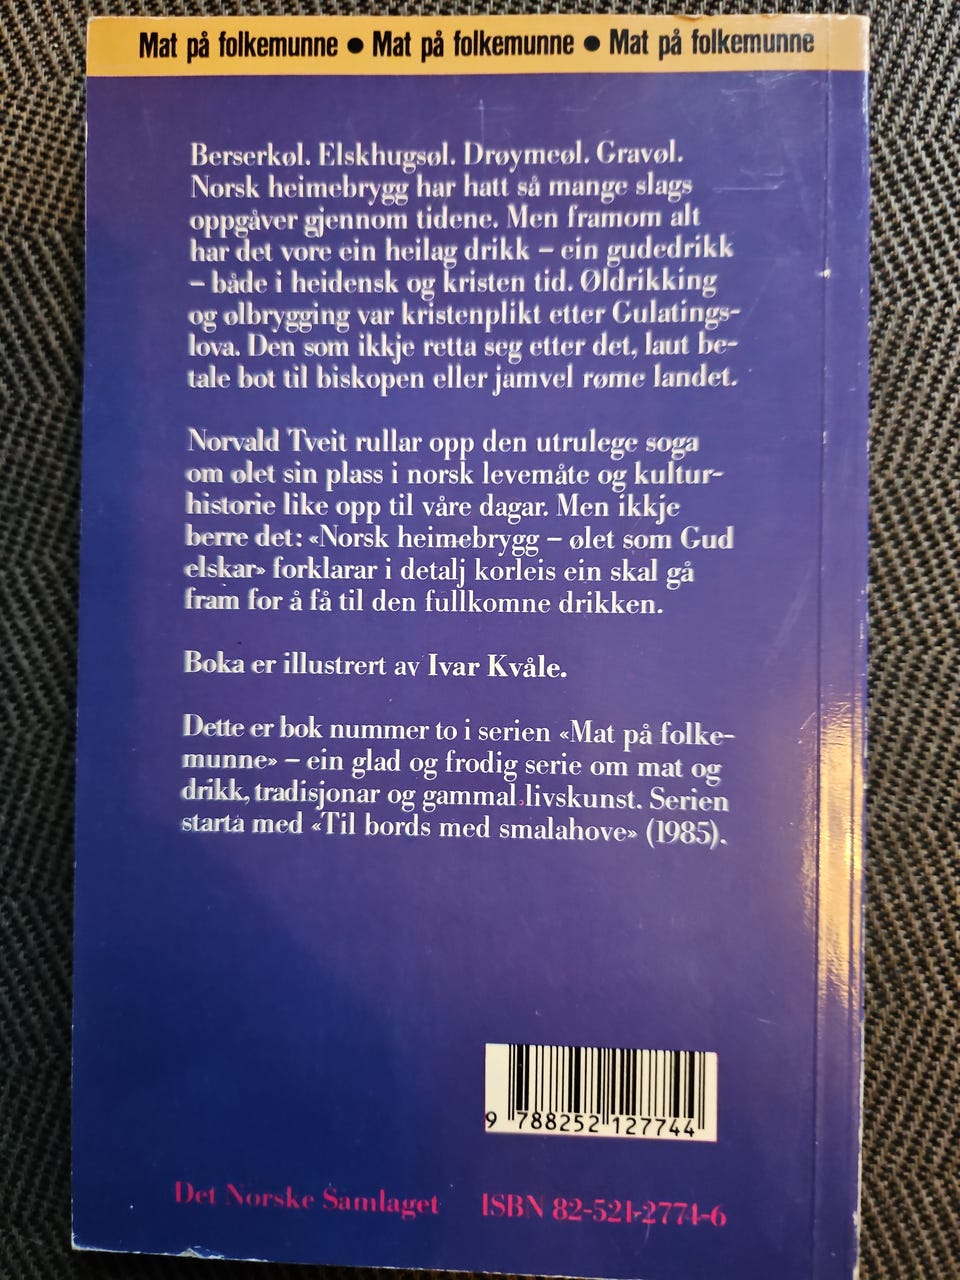 Mat på folkemunne ● Mat på folkemunne ● Mat på folkemunne
Berserkøl. Elskhugsøl. Drøymeøl. Gravøl.
Norsk heimebrygg har hatt så mange slags
oppgåver gjennom tidene. Men framom alt
har det vore ein heilag drikk – ein gudedrikk
– både i heidensk og kristen tid. Øldrikking
og ølbrygging var kristenplikt etter Gulatings-
lova. Den som ikkje retta seg etter det, laut be-
tale bot til biskopen eller jamvel røme landet.
Norvald Tveit rullar opp den utrulege soga
om ølet sin plass i norsk levemåte og kultur-
historie like opp til våre dagar. Men ikkje
berre det: «Norsk heimebrygg – ølet som Gud
elskar» forklarar i detalj korleis ein skal gå
fram for å få til den fullkomne drikken.
Boka er illustrert av Ivar Kvåle.
Dette er bok nummer to i serien «Mat på folke-
munne» – ein glad og frodig serie om mat og
drikk, tradisjonar og gammal livskunst. Serien
starta med «Til bords med smalahove» (1985).
9 788252 127744
Det Norske Samlaget ISBN 82-521-2774-6